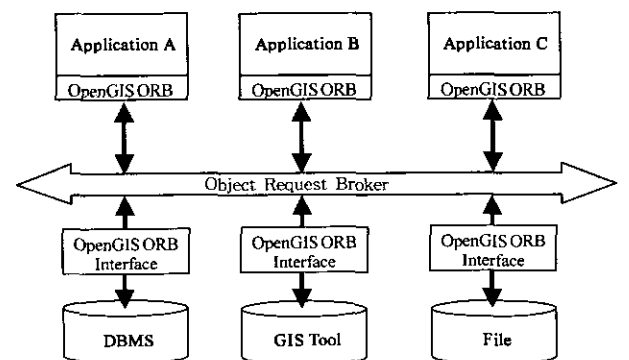 Application A
Application B
Application C
OpenGIS ORB
OpenGIS ORB
OpenGIS ORB
Object Request Broker
OpenGIS ORB
Interface
OpenGIS ORB
Interface
OpenGIS ORB
Interface
DBMS
GIS Tool
File